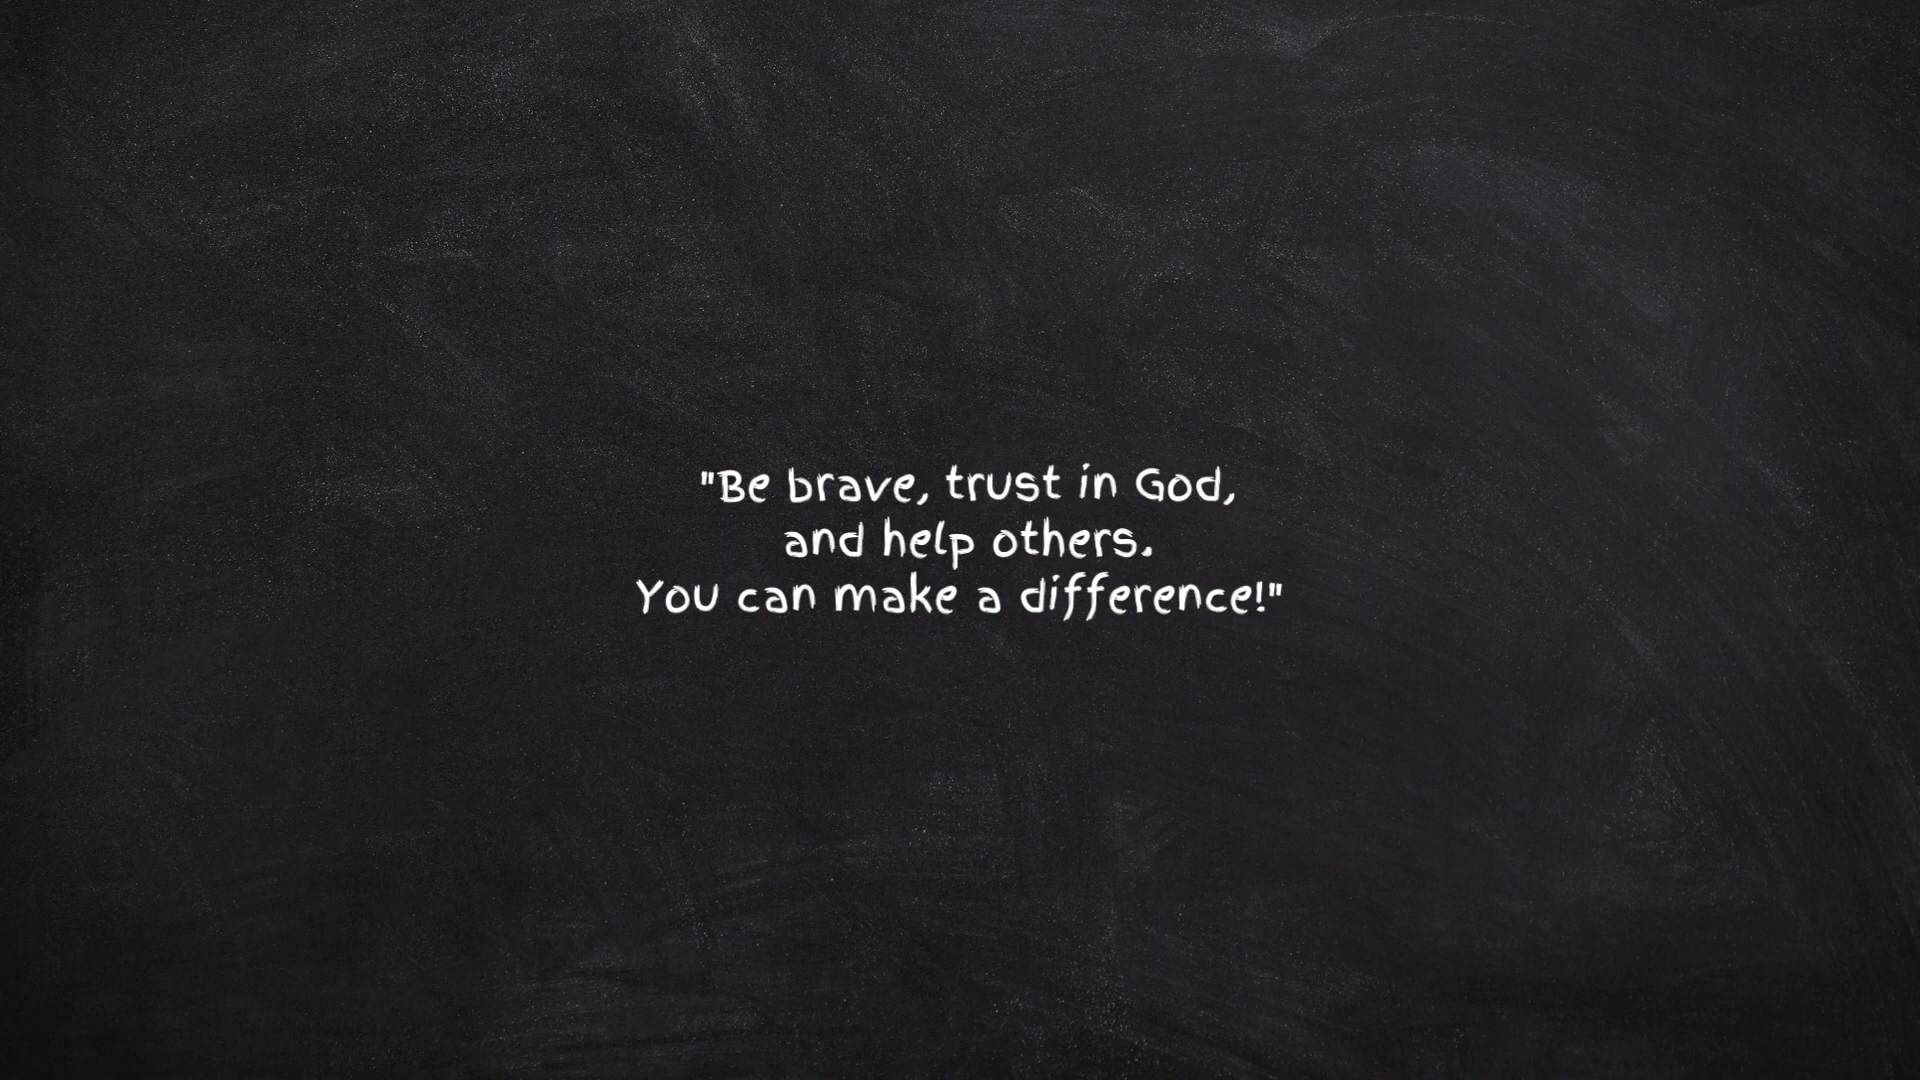 "Be brave, trust in God,
and help others.
You can make a difference!"